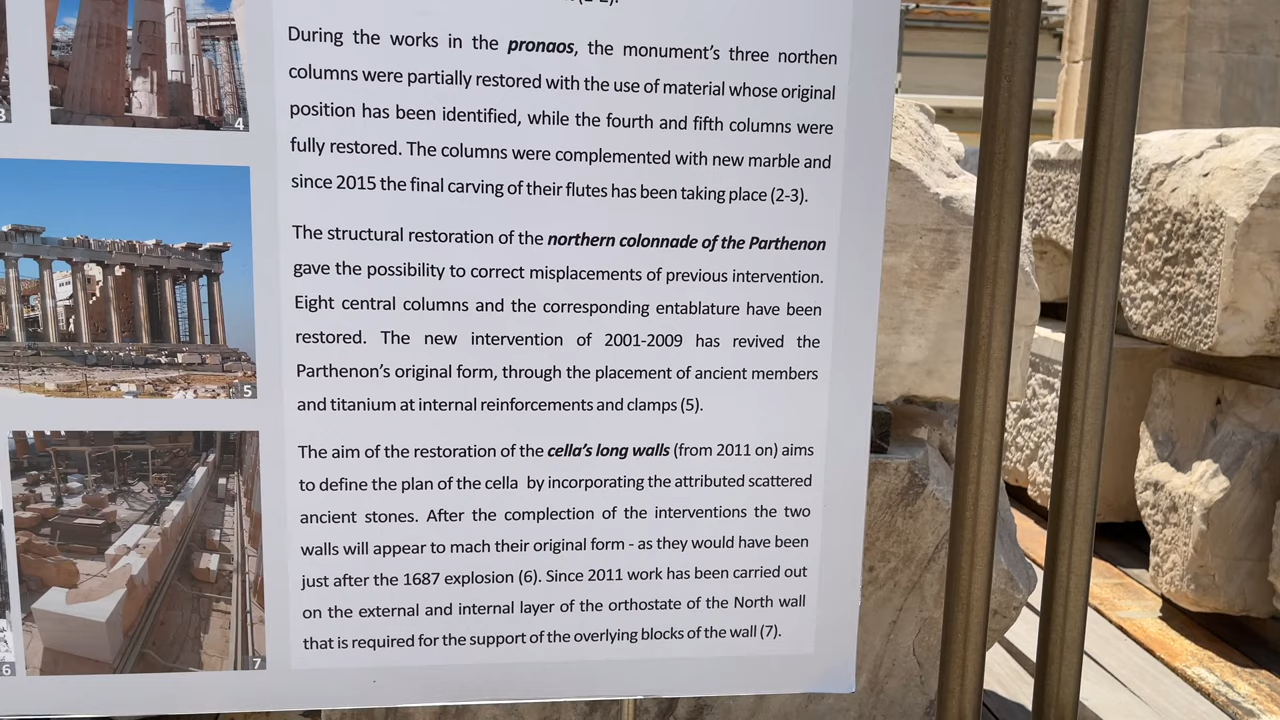 During the works in the pronaos, the monument's three northen
columns were partially restored with the use of material whose original
position has been identified, while the fourth and fifth columns were
fully restored. The columns were complemented with new marble and
since 2015 the final carving of their flutes has been taking place (2-3).
The structural restoration of the northern colonnade of the Parthenon
gave the possibility to correct misplacements of previous intervention.
Eight central columns and the corresponding entablature have been
restored. The new intervention of 2001-2009 has revived the
Parthenon's original form, through the placement of ancient members
and titanium at internal reinforcements and clamps (5).
The aim of the restoration of the cella's long walls (from 2011 on) aims
to define the plan of the cella by incorporating the attributed scattered
ancient stones. After the complection of the interventions the two
walls will appear to mach their original form - as they would have been
just after the 1687 explosion (6). Since 2011 work has been carried out
on the external and internal layer of the orthostate of the North wall
that is required for the support of the overlying blocks of the wall (7).
3
4
5
6
7